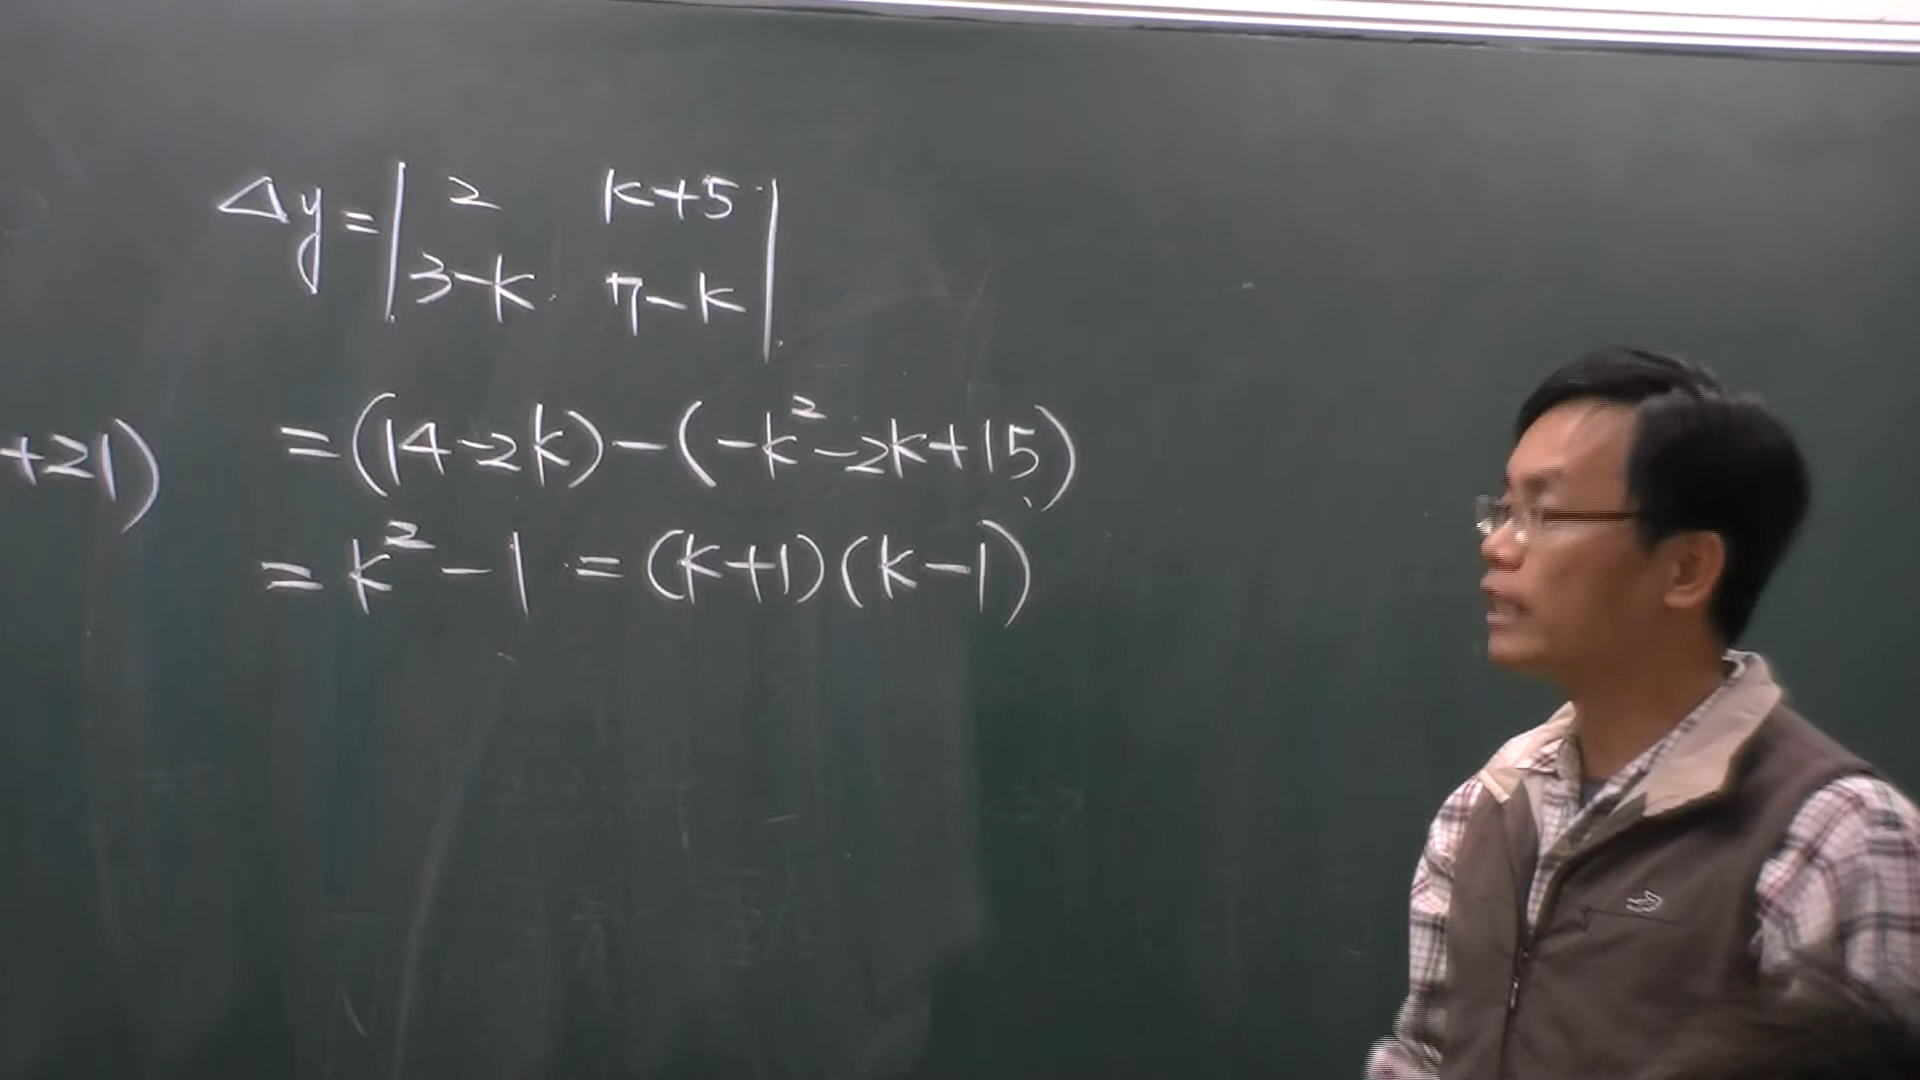 Δy = | 2 k+5 |
| 3-k 7-k |
+21) = (14-2k)-(-k²-2k+15)
= k² - 1 = (k+1)(k-1)